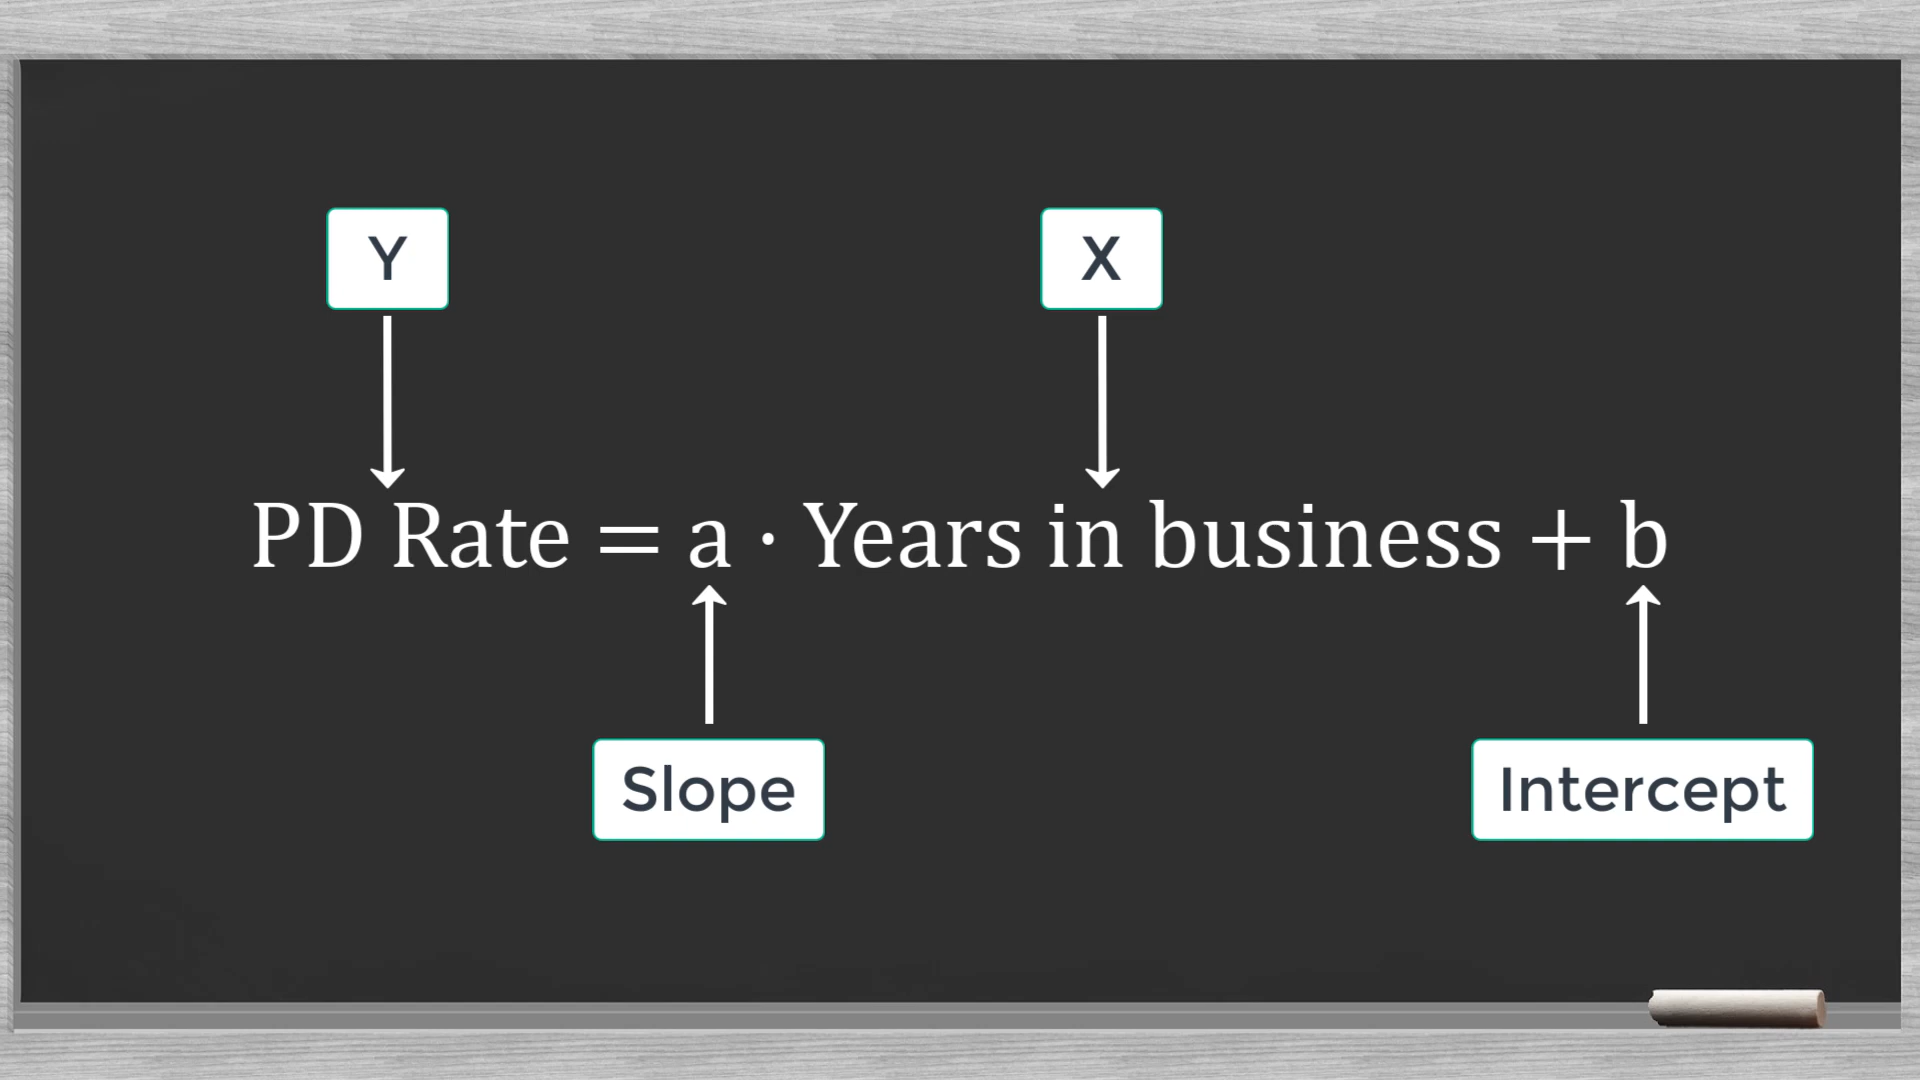 Y
X
PD Rate = a · Years in business + b
Slope
Intercept